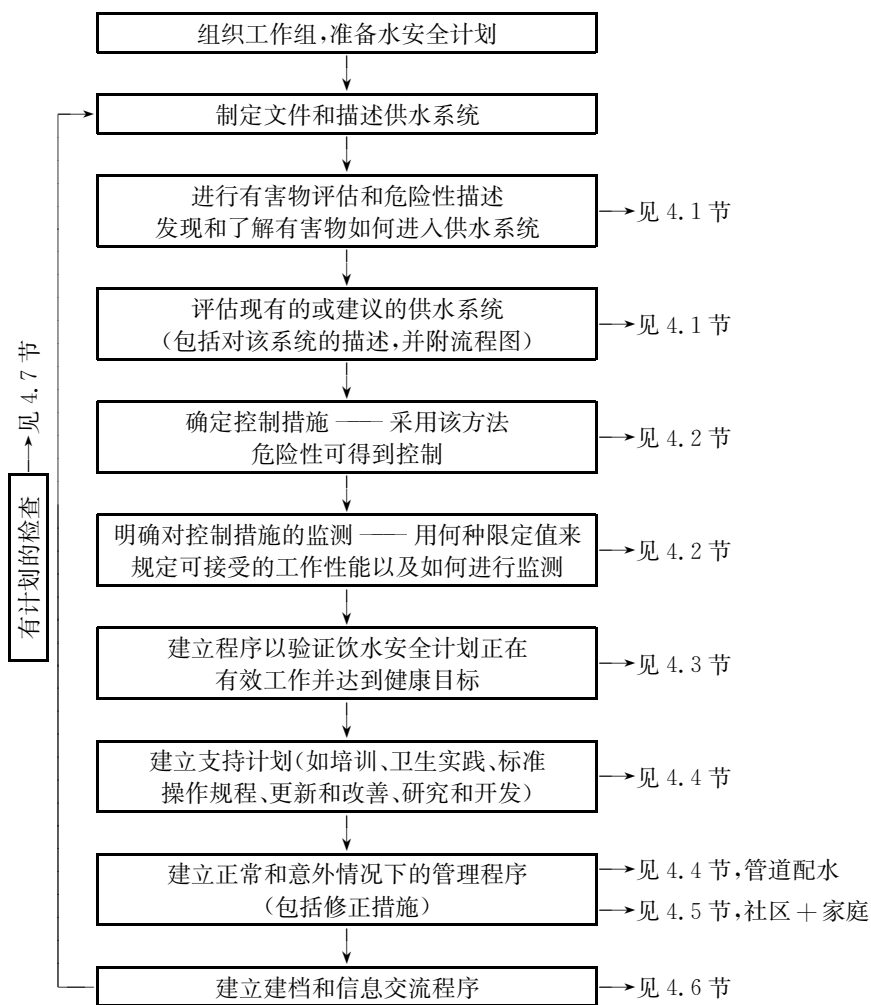 组织工作组,准备水安全计划
制定文件和描述供水系统
进行有害物评估和危险性描述
发现和了解有害物如何进入供水系统
见 4.1 节
评估现有的或建议的供水系统
(包括对该系统的描述,并附流程图)
见 4.1 节
确定控制措施 —— 采用该方法
危险性可得到控制
见 4.2 节
明确对控制措施的监测 —— 用何种限定值来
规定可接受的工作性能以及如何进行监测
见 4.2 节
建立程序以验证饮水安全计划正在
有效工作并达到健康目标
见 4.3 节
建立支持计划(如培训、卫生实践、标准
操作规程、更新和改善、研究和开发)
见 4.4 节
建立正常和意外情况下的管理程序
(包括修正措施)
见 4.4 节,管道配水
见 4.5 节,社区+家庭
建立建档和信息交流程序
见 4.6 节
有计划的检查
见 4.7 节